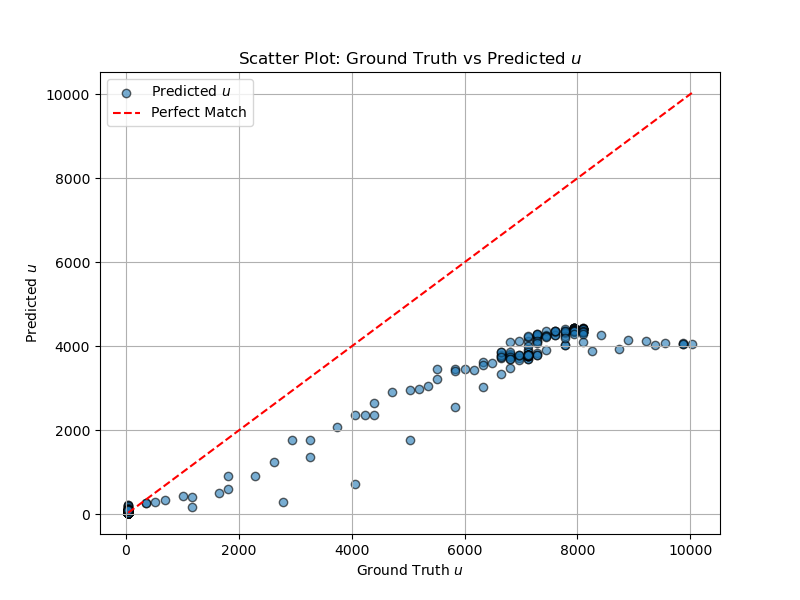 Scatter Plot: Ground Truth vs Predicted u
Predicted u
Perfect Match
10000
8000
6000
4000
2000
0
Predicted u
0 2000 4000 6000 8000 10000
Ground Truth u